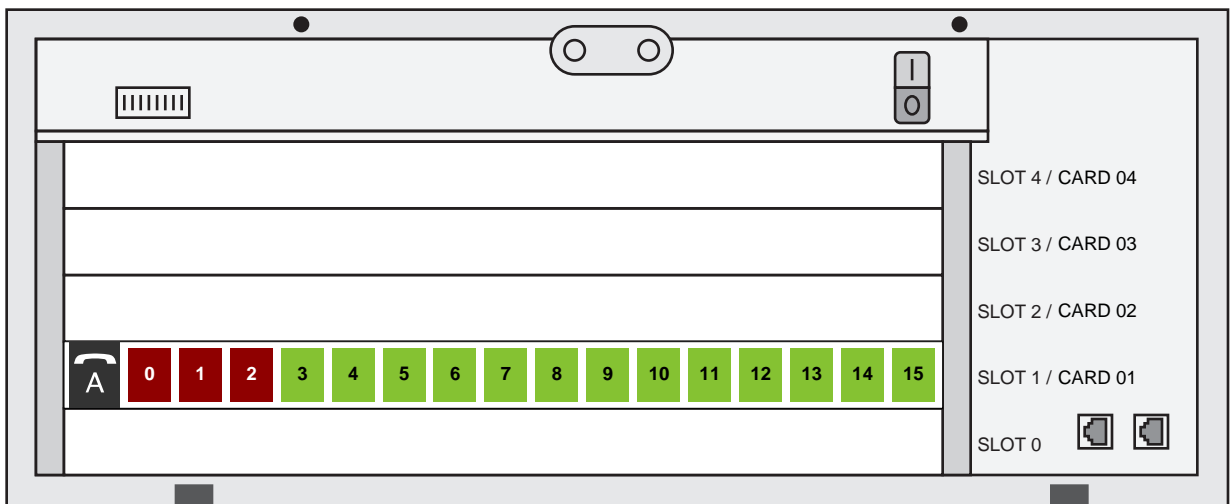 I
O
SLOT 4 / CARD 04
SLOT 3 / CARD 03
SLOT 2 / CARD 02
A 0 1 2 3 4 5 6 7 8 9 10 11 12 13 14 15 SLOT 1 / CARD 01
SLOT 0